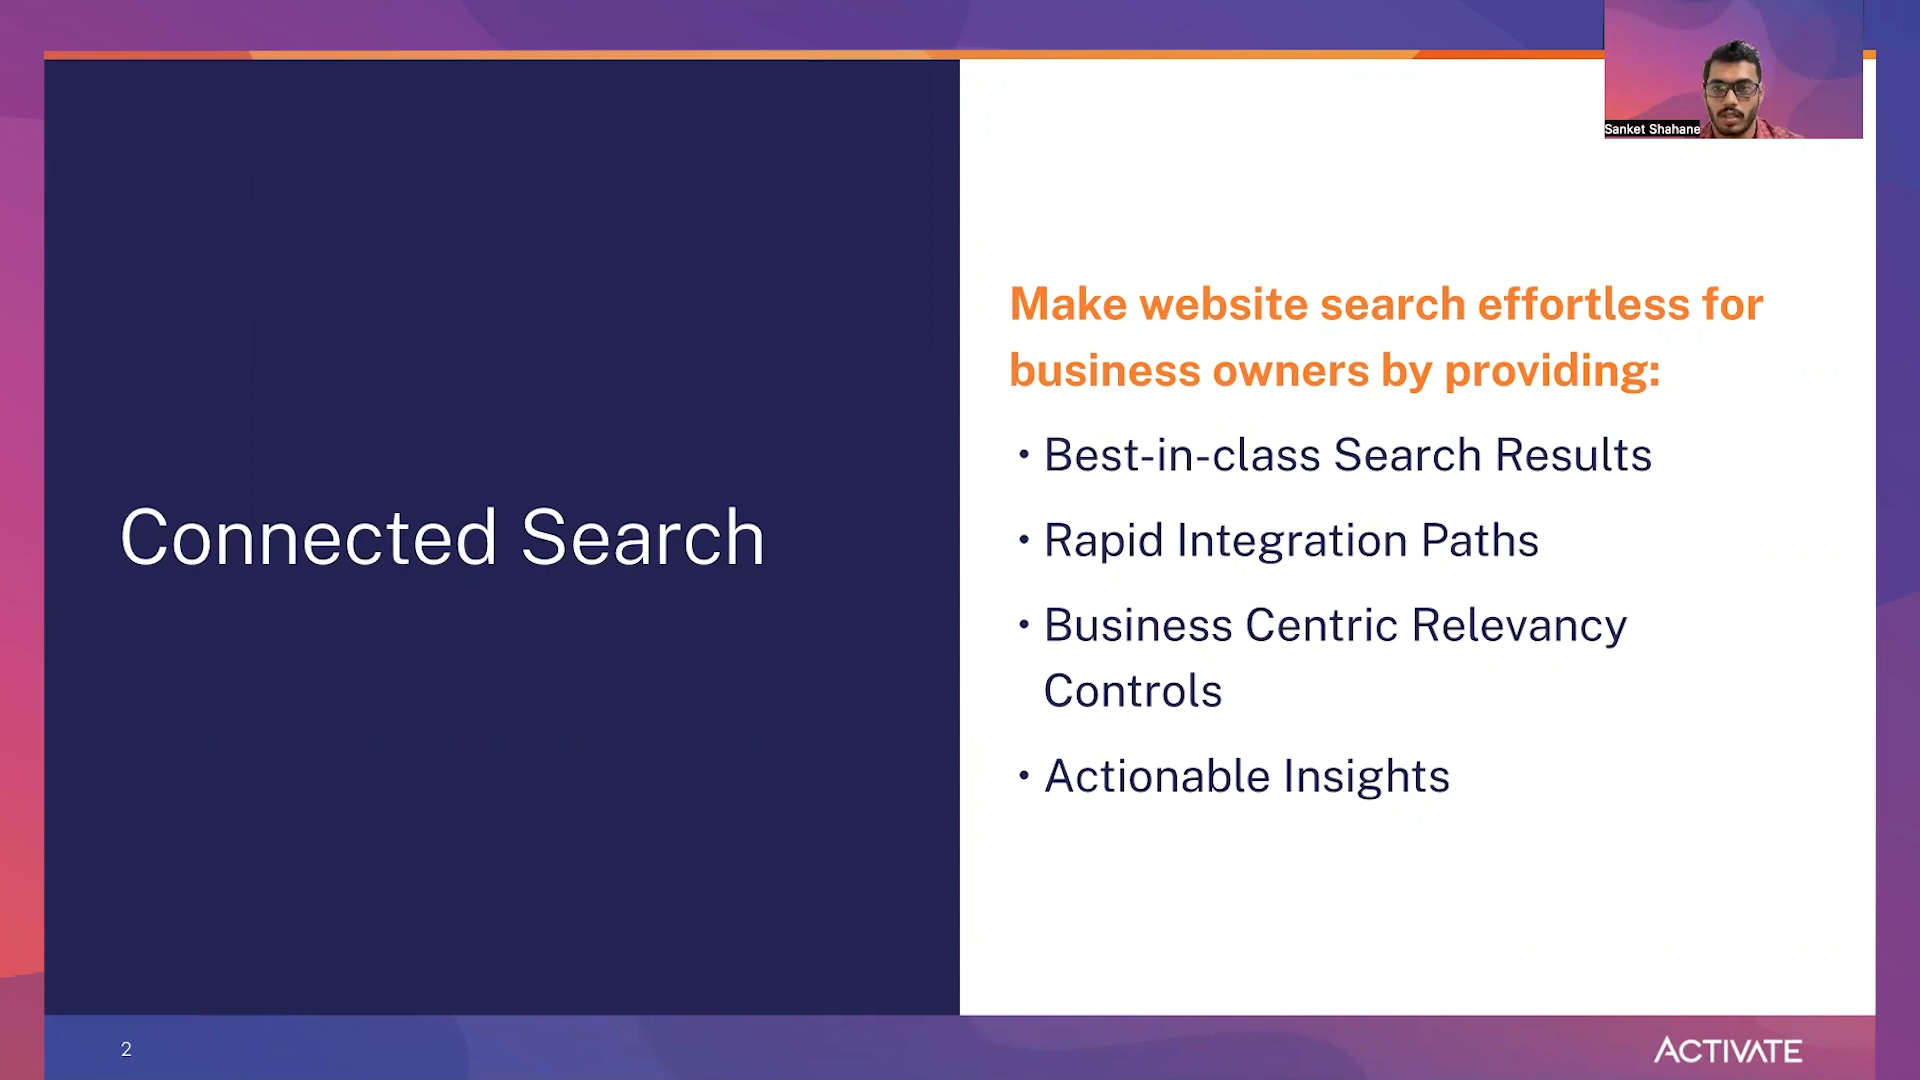 Sanket Shahane
Connected Search
Make website search effortless for
business owners by providing:
• Best-in-class Search Results
• Rapid Integration Paths
• Business Centric Relevancy
Controls
• Actionable Insights
2
ACTIVATE